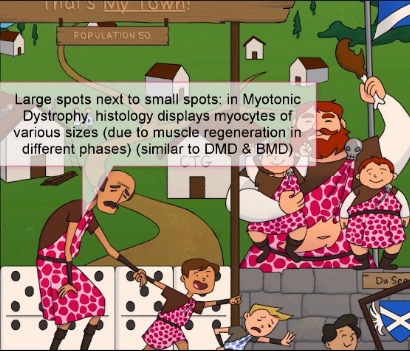 That's My Town!
POPULATION 50
Large spots next to small spots: in Myotonic
Dystrophy, histology displays myocytes of
various sizes (due to muscle regeneration in
different phases) (similar to DMD & BMD)
CTG